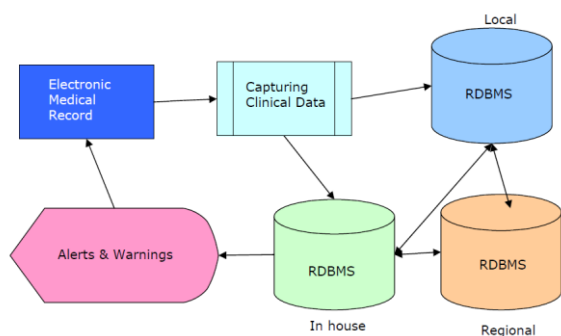 Local
Electronic
Medical
Record
Capturing
Clinical Data
RDBMS
Alerts & Warnings
RDBMS
RDBMS
In house
Regional